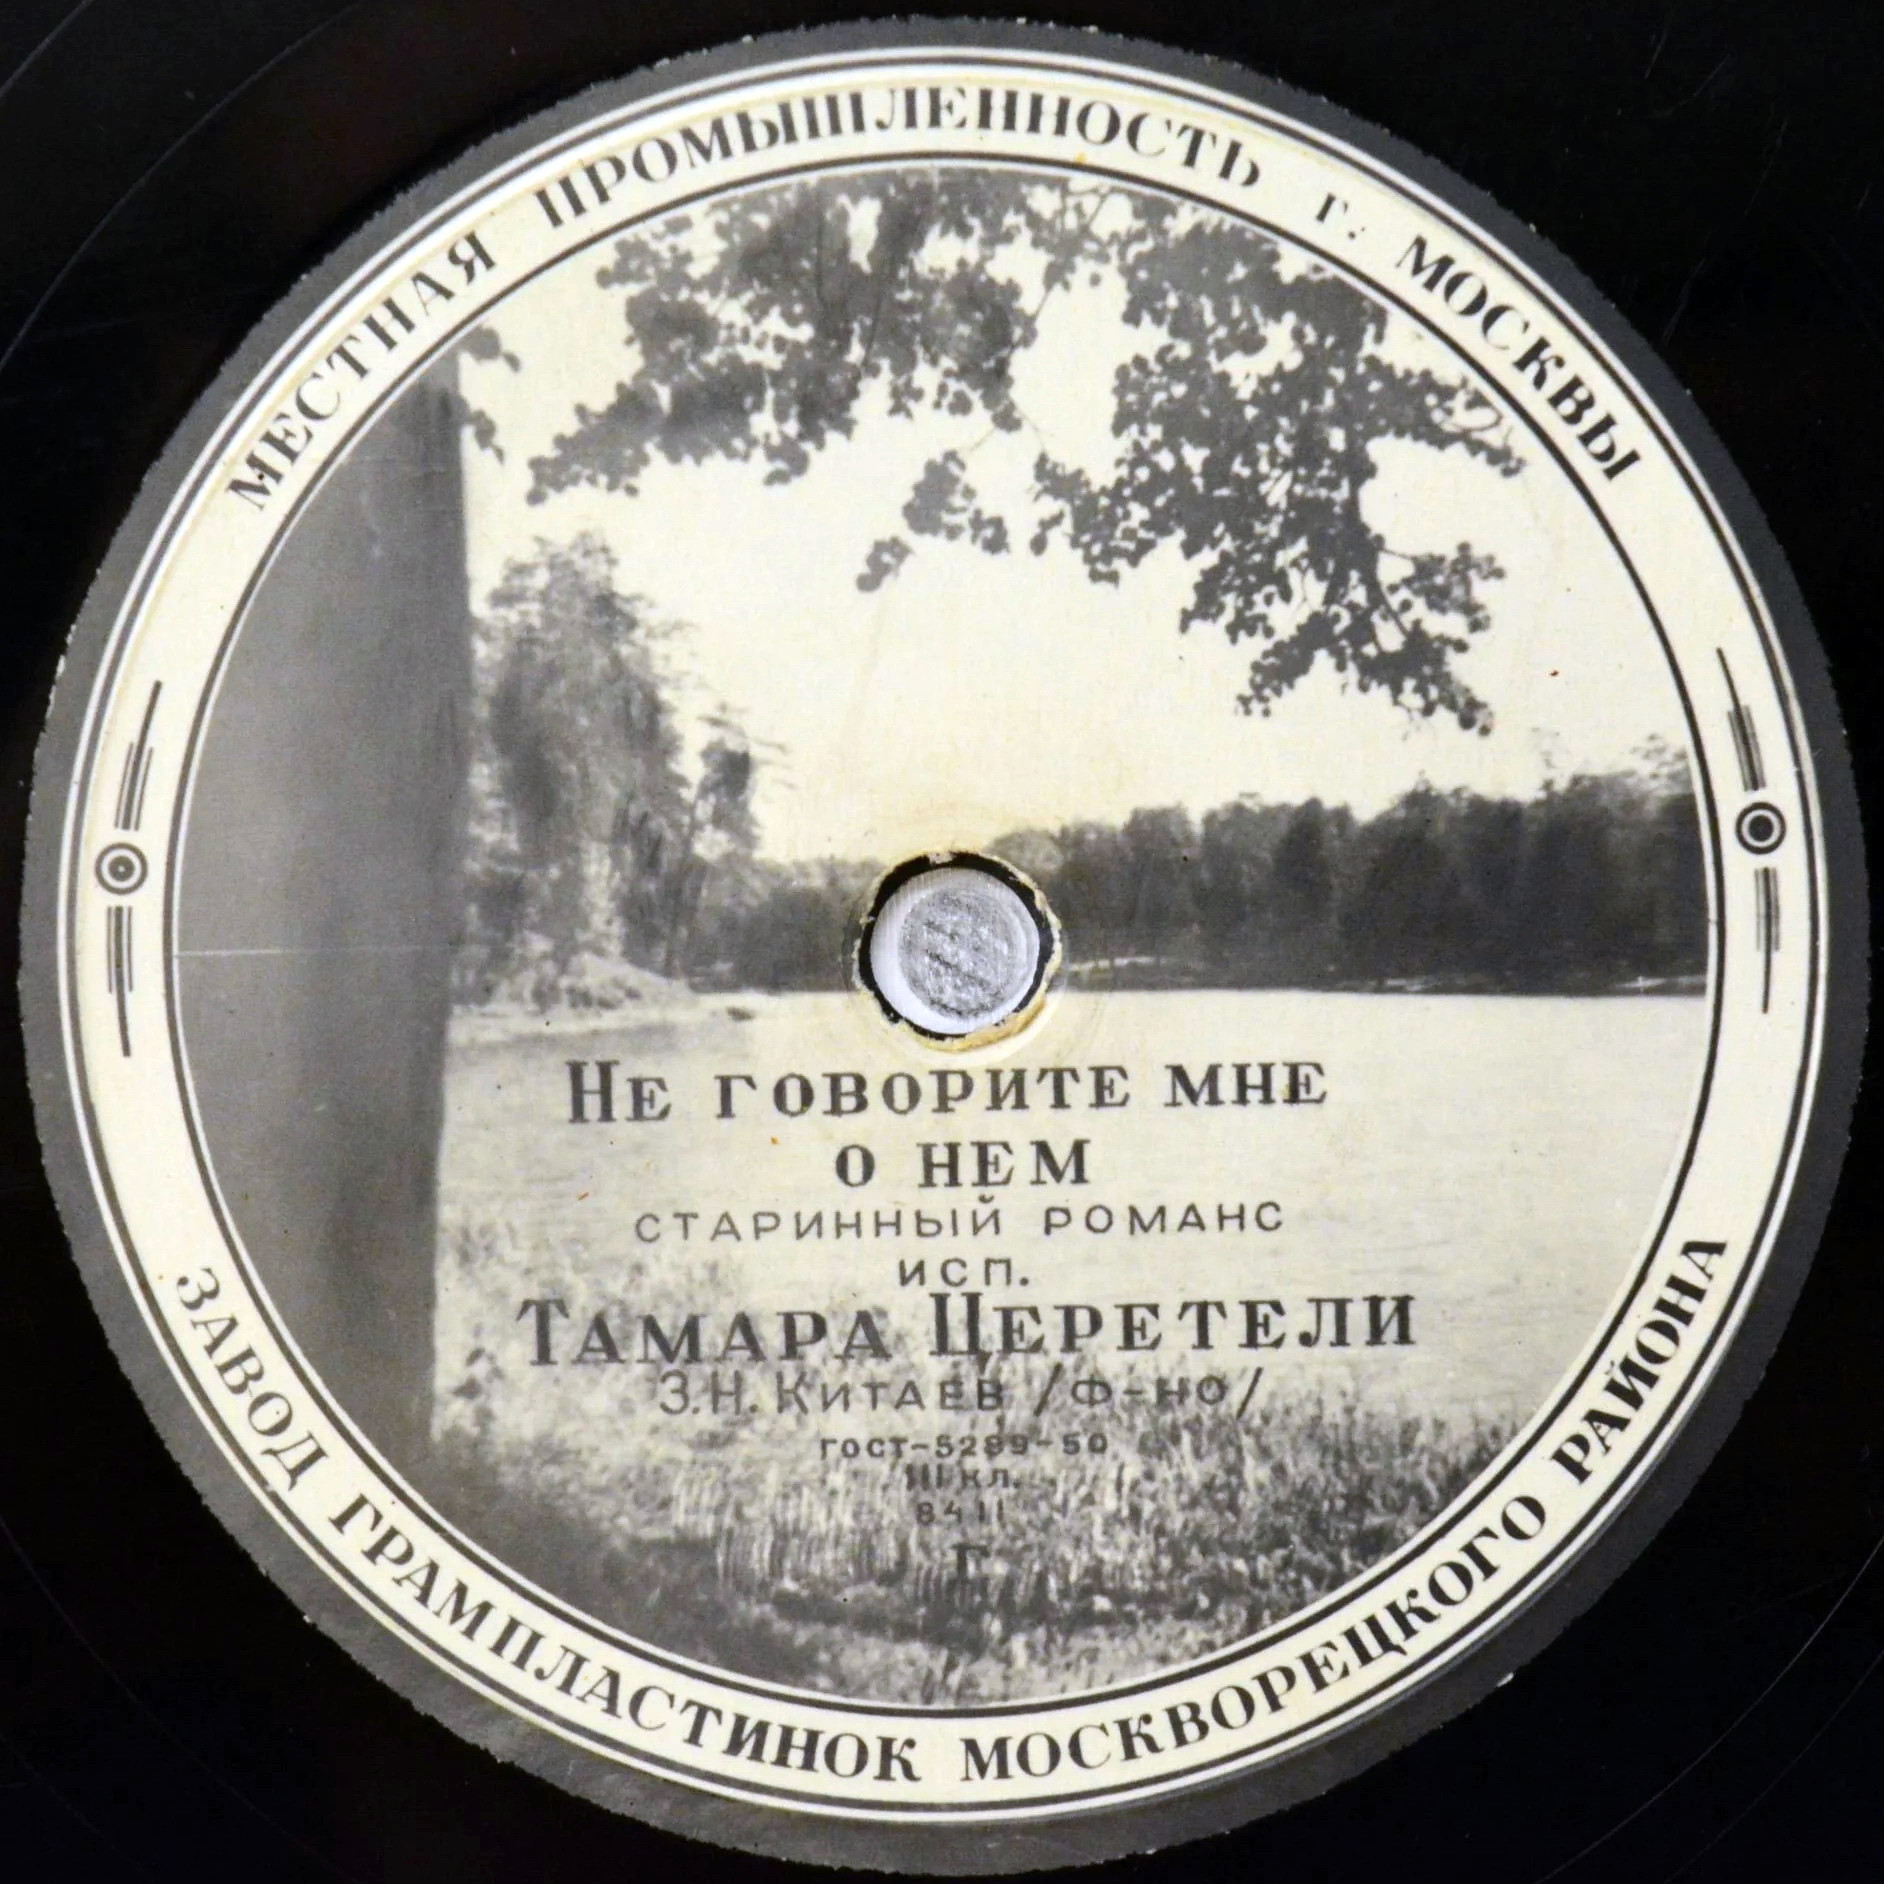 МЕСТНАЯ ПРОМЫШЛЕННОСТЬ г. МОСКВЫ
НЕ ГОВОРИТЕ МНЕ
О НЕМ
СТАРИННЫЙ РОМАНС
ИСП.
ТАМАРА ЦЕРЕТЕЛИ
З.Н. КИТАЕВ /Ф-НО/
ГОСТ-5289-50
III КЛ.
8411
Г
ЗАВОД ГРАМПЛАСТИНОК МОСКВОРЕЦКОГО РАЙОНА